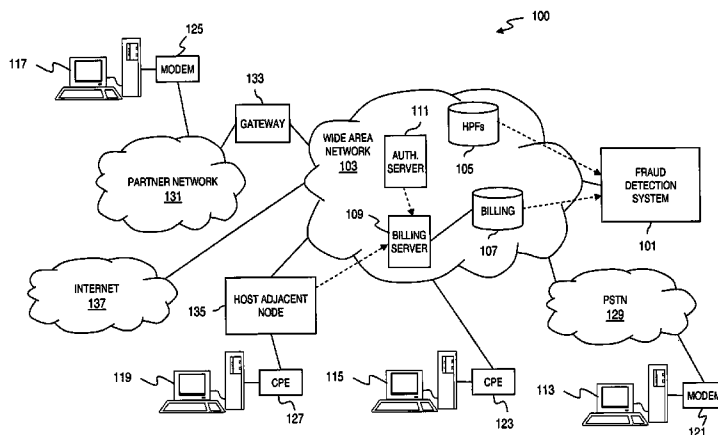 100
125
117
MODEM
133
GATEWAY
WIDE AREA
NETWORK
103
111
AUTH.
SERVER
HPFs
105
FRAUD
DETECTION
SYSTEM
101
PARTNER NETWORK
131
109
BILLING
SERVER
BILLING
107
INTERNET
137
135
HOST ADJACENT
NODE
PSTN
129
119
CPE
127
115
CPE
123
113
MODEM
121